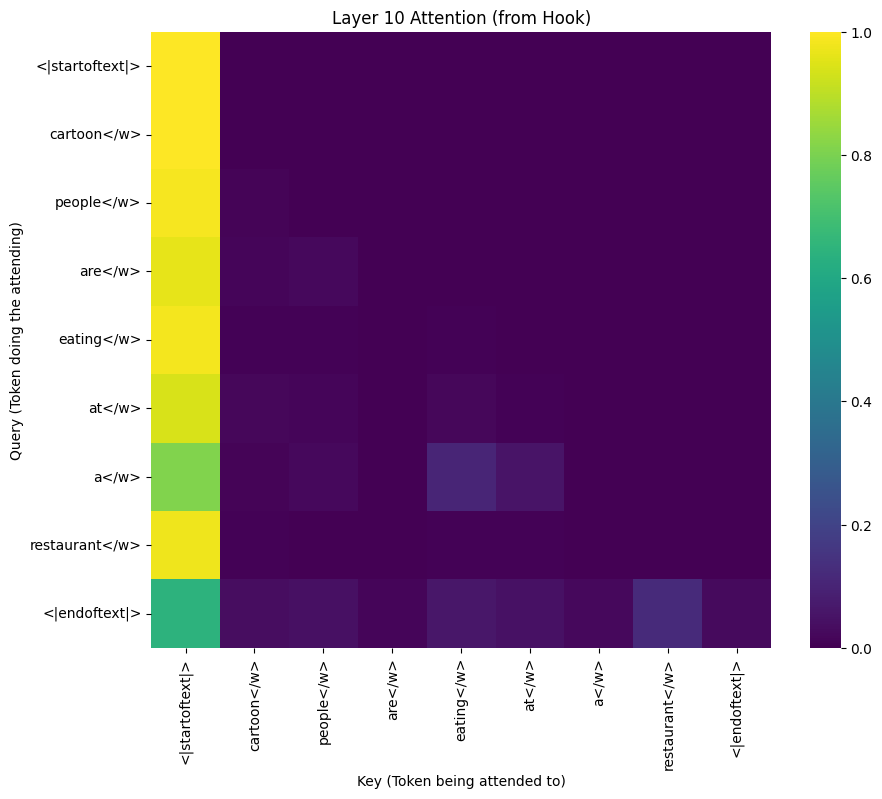 Layer 10 Attention (from Hook)
Query (Token doing the attending)
<|startoftext|>
cartoon</w>
people</w>
are</w>
eating</w>
at</w>
a</w>
restaurant</w>
<|endoftext|>
<|startoftext|>
cartoon</w>
people</w>
are</w>
eating</w>
at</w>
a</w>
restaurant</w>
<|endoftext|>
Key (Token being attended to)
1.0
0.8
0.6
0.4
0.2
0.0